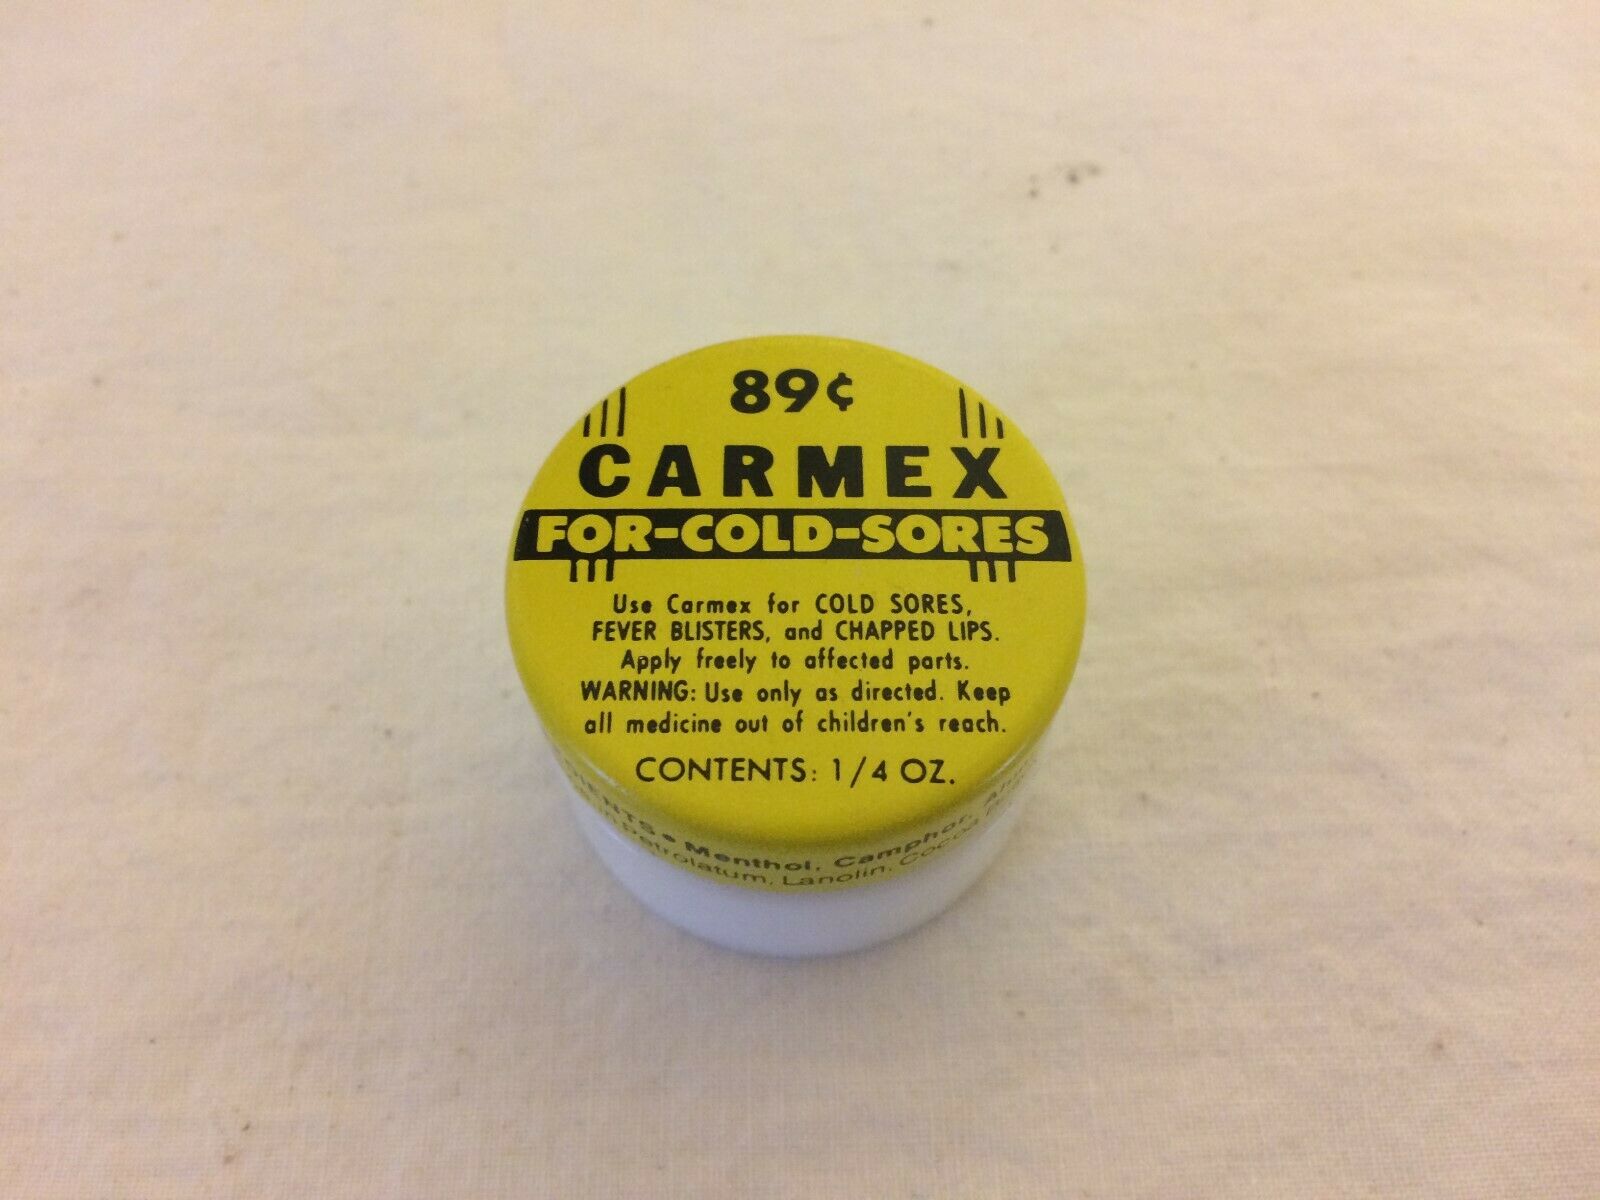 89¢
CARMEX
FOR-COLD-SORES
Use Carmex for COLD SORES,
FEVER BLISTERS, and CHAPPED LIPS.
Apply freely to affected parts.
WARNING: Use only as directed. Keep
all medicine out of children's reach.
CONTENTS: 1/4 OZ.
Menthol, Camphor,
Petrolatum, Lanolin, Cocoa